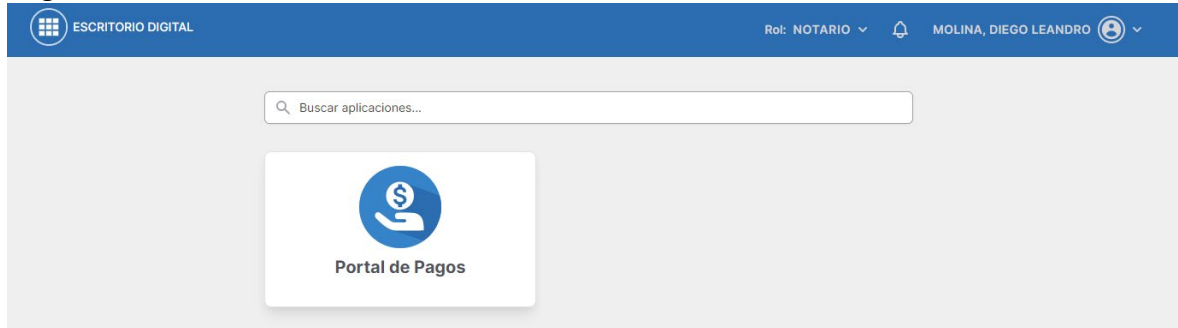 ESCRITORIO DIGITAL
Rol: NOTARIO
MOLINA, DIEGO LEANDRO
Buscar aplicaciones...
$
Portal de Pagos